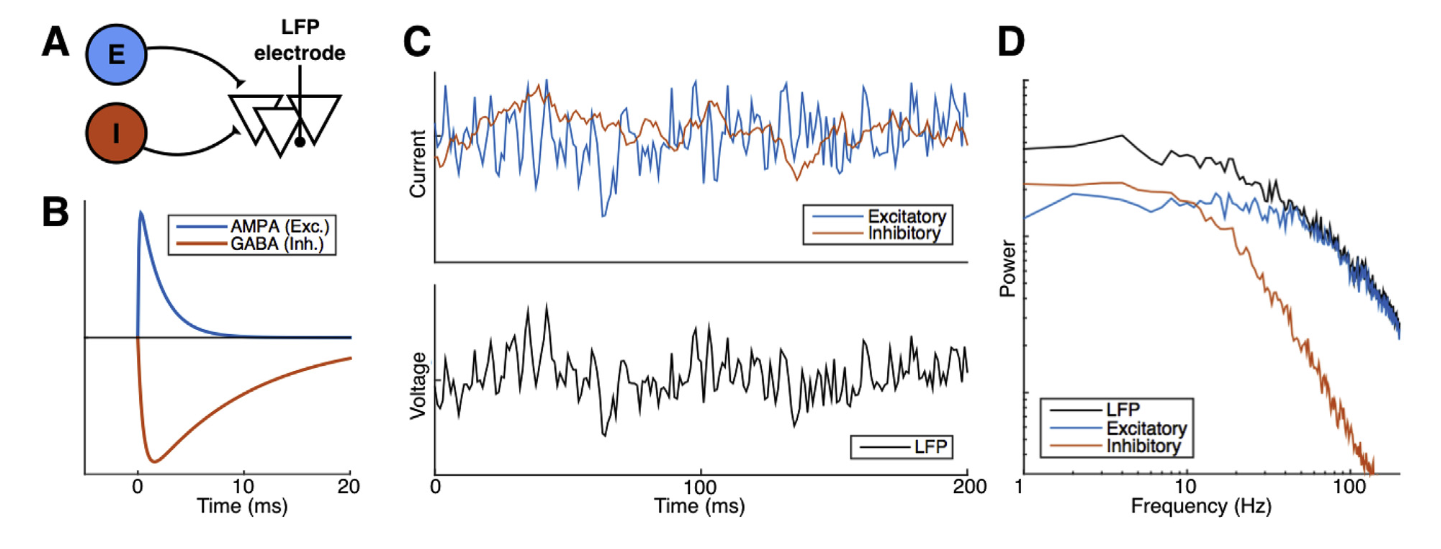 A
E
I
LFP
electrode
B
AMPA (Exc.)
GABA (Inh.)
0
10
20
Time (ms)
C
Current
Excitatory
Inhibitory
Voltage
LFP
0
100
200
Time (ms)
D
Power
LFP
Excitatory
Inhibitory
1
10
100
Frequency (Hz)